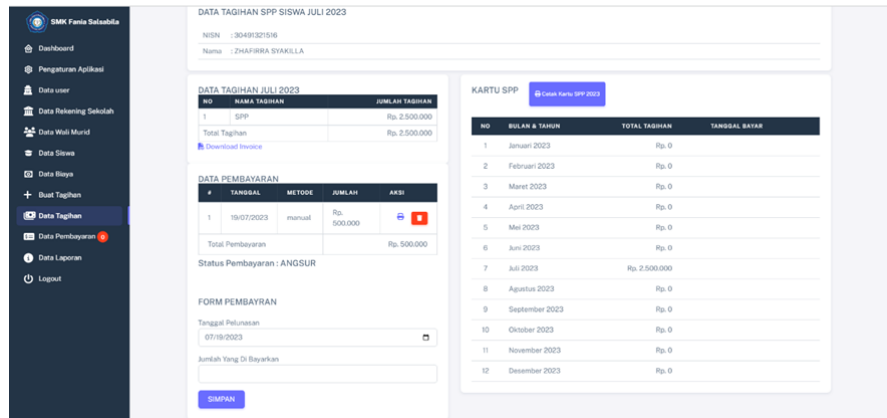 SMK Fania Salsabila
Dashboard
Pengaturan Aplikasi
Data user
Data Rekening Sekolah
Data Wali Murid
Data Siswa
Data Biaya
Buat Tagihan
Data Tagihan
Data Pembayaran 0
Data Laporan
Logout
DATA TAGIHAN SPP SISWA JULI 2023
NISN : 30491321516
Nama : ZHAFIRRA SYAKILLA
DATA TAGIHAN JULI 2023
NO NAMA TAGIHAN JUMLAH TAGIHAN
1 SPP Rp. 2.500.000
Total Tagihan Rp. 2.500.000
Download Invoice
DATA PEMBAYARAN
# TANGGAL METODE JUMLAH AKSI
1 19/07/2023 manual Rp. 500.000
Total Pembayaran Rp. 500.000
Status Pembayaran : ANGSUR
FORM PEMBAYRAN
Tanggal Pelunasan
07/19/2023
Jumlah Yang Di Bayarkan
SIMPAN
KARTU SPP
Cetak Kartu SPP 2023
NO BULAN & TAHUN TOTAL TAGIHAN TANGGAL BAYAR
1 Januari 2023 Rp. 0
2 Februari 2023 Rp. 0
3 Maret 2023 Rp. 0
4 April 2023 Rp. 0
5 Mei 2023 Rp. 0
6 Juni 2023 Rp. 0
7 Juli 2023 Rp. 2.500.000
8 Agustus 2023 Rp. 0
9 September 2023 Rp. 0
10 Oktober 2023 Rp. 0
11 November 2023 Rp. 0
12 Desember 2023 Rp. 0